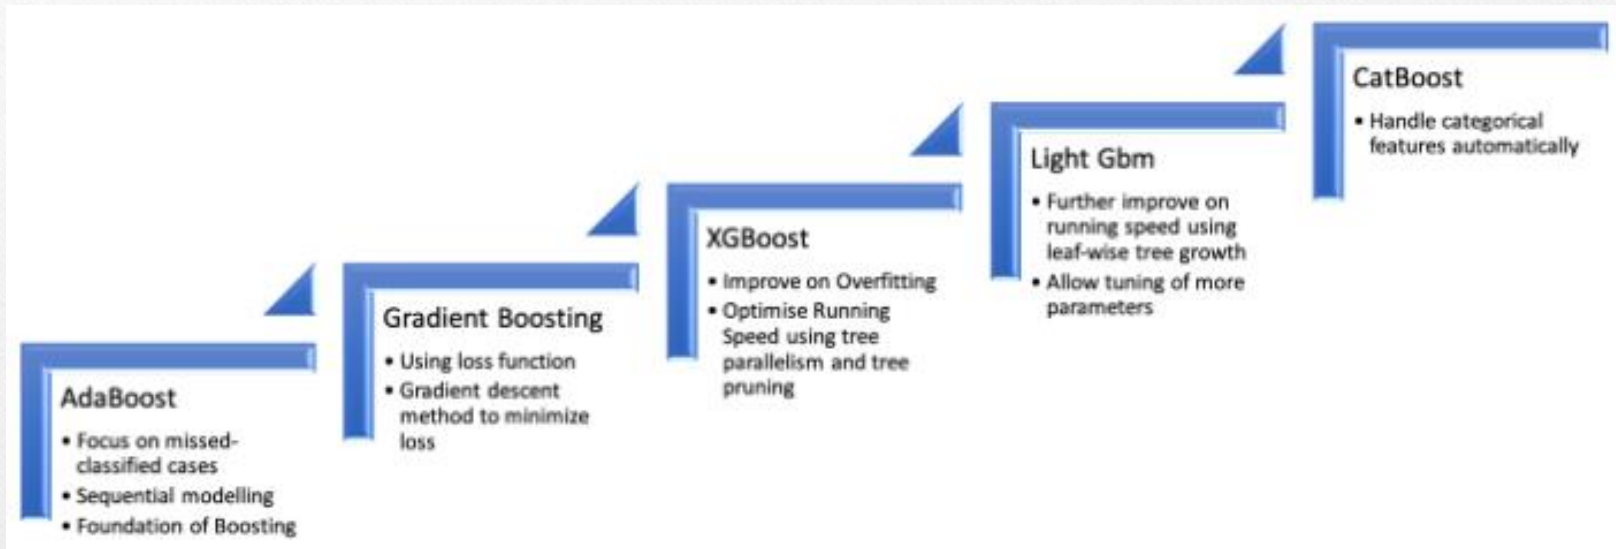 AdaBoost
• Focus on missed-
classified cases
• Sequential modelling
• Foundation of Boosting
Gradient Boosting
• Using loss function
• Gradient descent
method to minimize
loss
XGBoost
• Improve on Overfitting
• Optimise Running
Speed using tree
parallelism and tree
pruning
Light Gbm
• Further improve on
running speed using
leaf-wise tree growth
• Allow tuning of more
parameters
CatBoost
• Handle categorical
features automatically